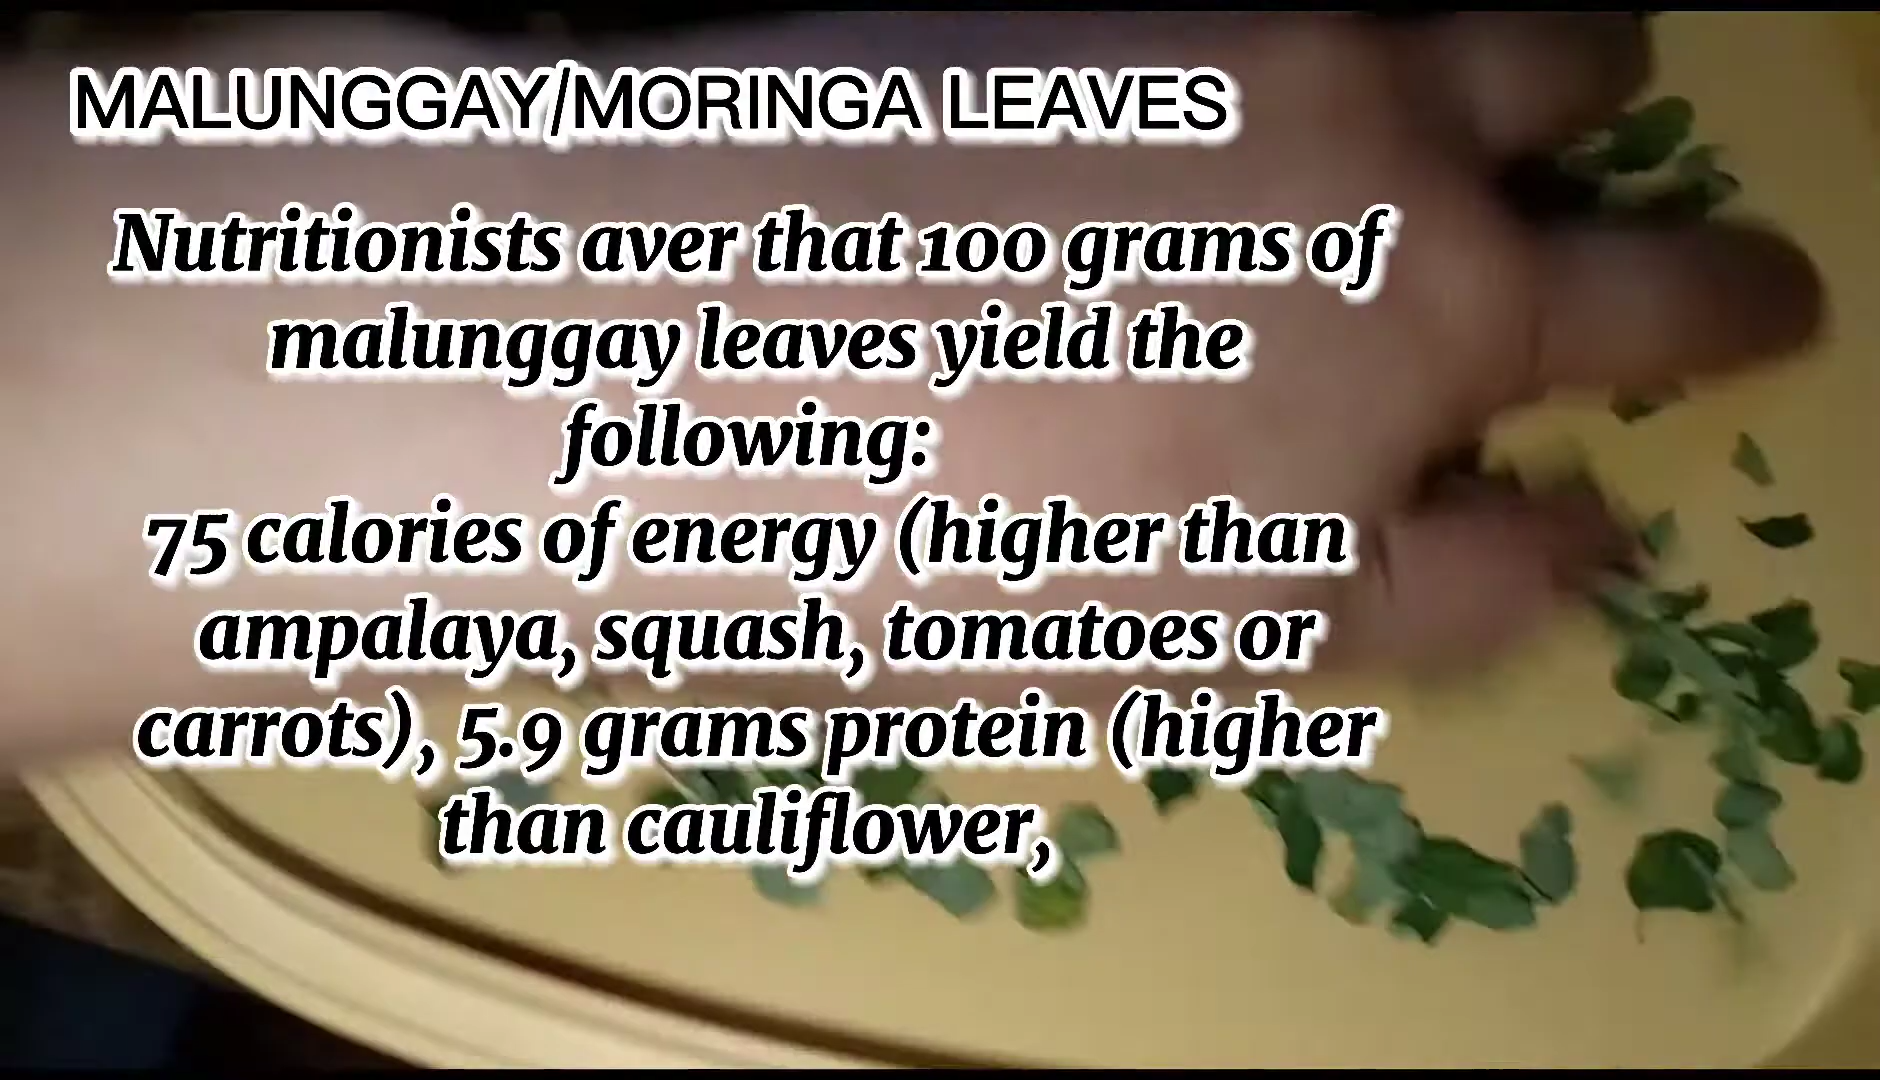 MALUNGGAY/MORINGA LEAVES
Nutritionists aver that 100 grams of
malunggay leaves yield the
following:
75 calories of energy (higher than
ampalaya, squash, tomatoes or
carrots), 5.9 grams protein (higher
than cauliflower,